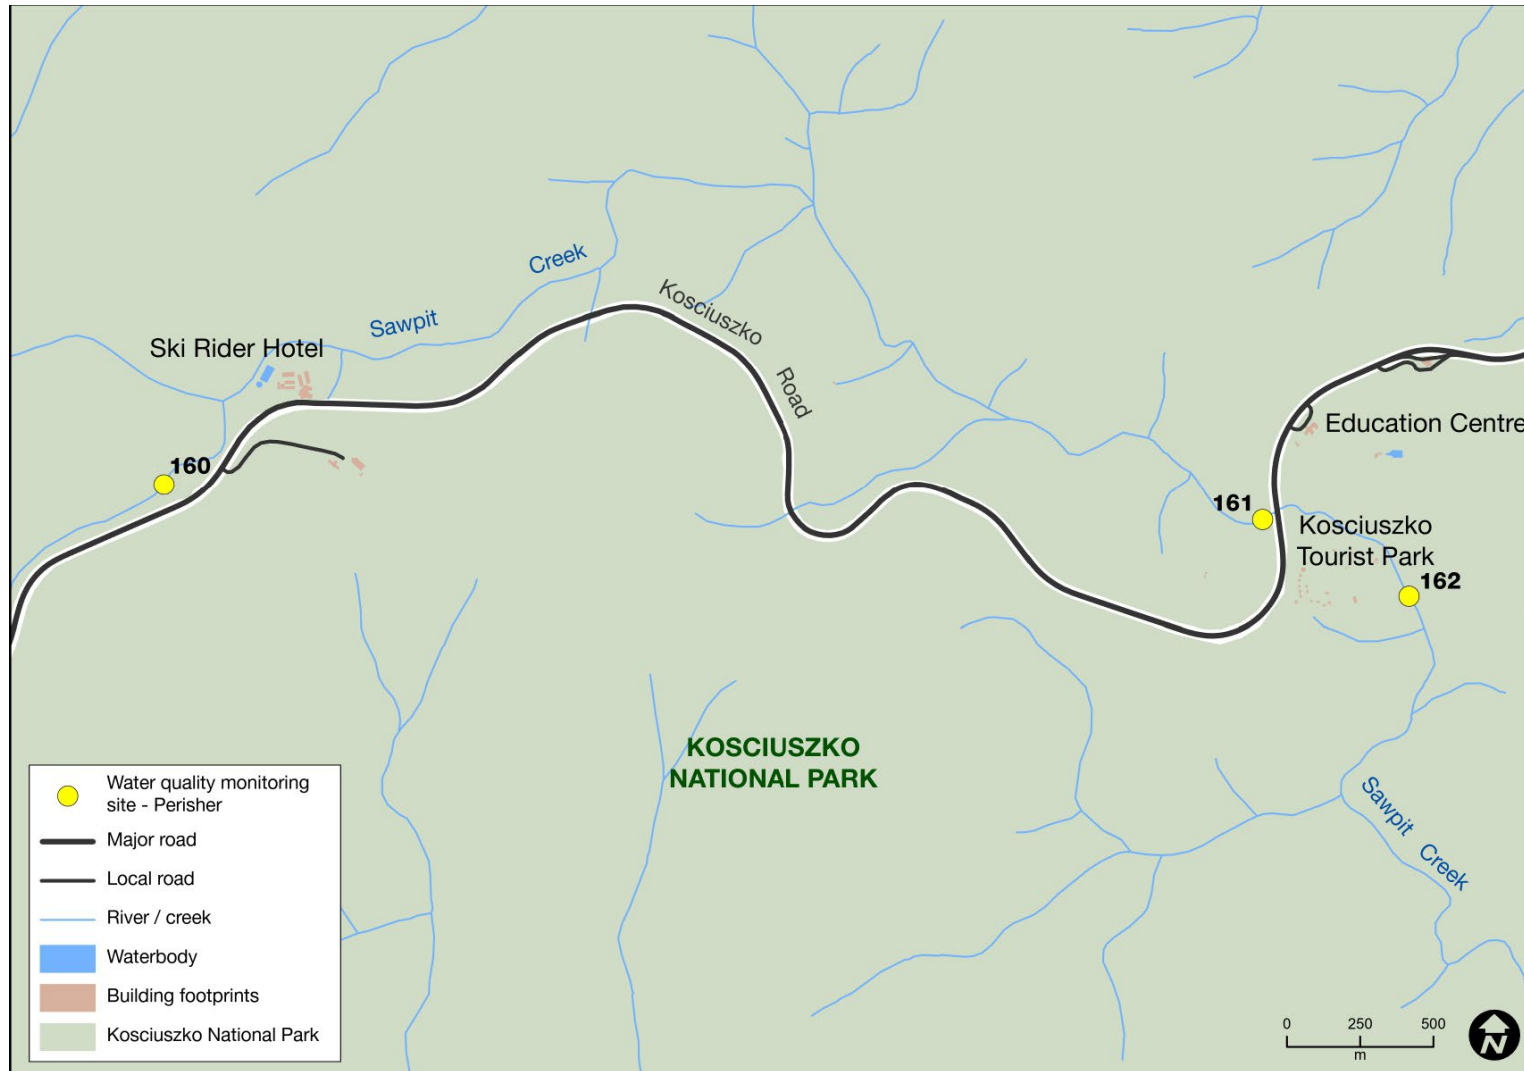 Creek
Sawpit
Kosciuszko
Road
Ski Rider Hotel
160
Education Centre
161
Kosciuszko
Tourist Park
162
KOSCIUSZKO
NATIONAL PARK
Sawpit Creek
Water quality monitoring
site - Perisher
Major road
Local road
River / creek
Waterbody
Building footprints
Kosciuszko National Park
0 250 500
m
N